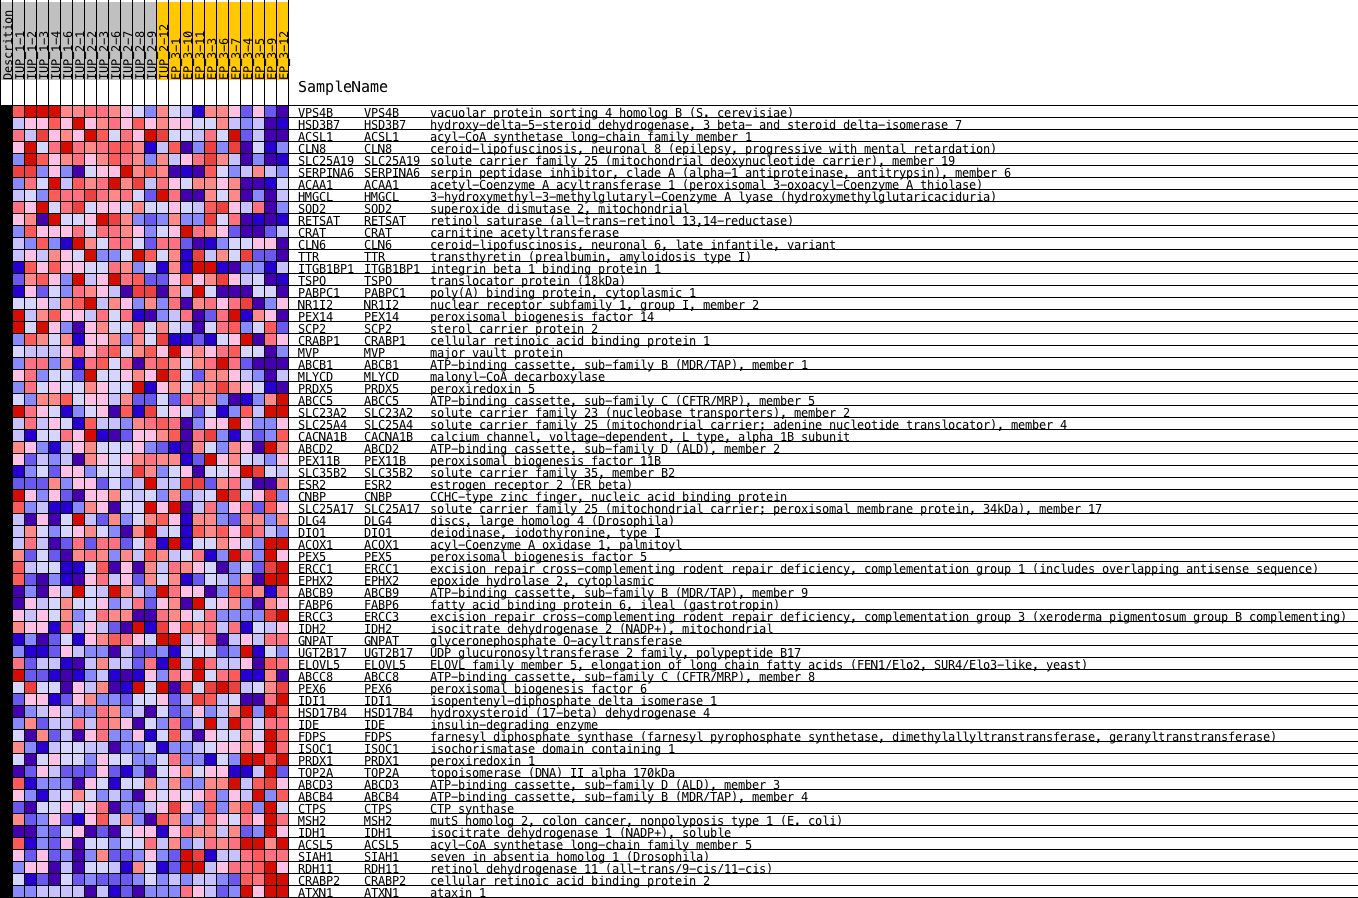 Descrition
IUP_1-1
IUP_1-2
IUP_1-3
IUP_1-4
IUP_1-6
IUP_2-1
IUP_2-2
IUP_2-3
IUP_2-6
IUP_2-7
IUP_2-8
IUP_2-9
IUP_2-12
EP_3-1
EP_3-10
EP_3-11
EP_3-3
EP_3-6
EP_3-7
EP_3-4
EP_3-5
EP_3-9
EP_3-12
SampleName
VPS4B VPS4B vacuolar protein sorting 4 homolog B (S. cerevisiae)
HSD3B7 HSD3B7 hydroxy-delta-5-steroid dehydrogenase, 3 beta- and steroid delta-isomerase 7
ACSL1 ACSL1 acyl-CoA synthetase long-chain family member 1
CLN8 CLN8 ceroid-lipofuscinosis, neuronal 8 (epilepsy, progressive with mental retardation)
SLC25A19 SLC25A19 solute carrier family 25 (mitochondrial deoxynucleotide carrier), member 19
SERPINA6 SERPINA6 serpin peptidase inhibitor, clade A (alpha-1 antiproteinase, antitrypsin), member 6
ACAA1 ACAA1 acetyl-Coenzyme A acyltransferase 1 (peroxisomal 3-oxoacyl-Coenzyme A thiolase)
HMGCL HMGCL 3-hydroxymethyl-3-methylglutaryl-Coenzyme A lyase (hydroxymethylglutaricaciduria)
SOD2 SOD2 superoxide dismutase 2, mitochondrial
RETSAT RETSAT retinol saturase (all-trans-retinol 13,14-reductase)
CRAT CRAT carnitine acetyltransferase
CLN6 CLN6 ceroid-lipofuscinosis, neuronal 6, late infantile, variant
TTR TTR transthyretin (prealbumin, amyloidosis type I)
ITGB1BP1 ITGB1BP1 integrin beta 1 binding protein 1
TSPO TSPO translocator protein (18kDa)
PABPC1 PABPC1 poly(A) binding protein, cytoplasmic 1
NR1I2 NR1I2 nuclear receptor subfamily 1, group I, member 2
PEX14 PEX14 peroxisomal biogenesis factor 14
SCP2 SCP2 sterol carrier protein 2
CRABP1 CRABP1 cellular retinoic acid binding protein 1
MVP MVP major vault protein
ABCB1 ABCB1 ATP-binding cassette, sub-family B (MDR/TAP), member 1
MLYCD MLYCD malonyl-CoA decarboxylase
PRDX5 PRDX5 peroxiredoxin 5
ABCC5 ABCC5 ATP-binding cassette, sub-family C (CFTR/MRP), member 5
SLC23A2 SLC23A2 solute carrier family 23 (nucleobase transporters), member 2
SLC25A4 SLC25A4 solute carrier family 25 (mitochondrial carrier; adenine nucleotide translocator), member 4
CACNA1B CACNA1B calcium channel, voltage-dependent, L type, alpha 1B subunit
ABCD2 ABCD2 ATP-binding cassette, sub-family D (ALD), member 2
PEX11B PEX11B peroxisomal biogenesis factor 11B
SLC35B2 SLC35B2 solute carrier family 35, member B2
ESR2 ESR2 estrogen receptor 2 (ER beta)
CNBP CNBP CCHC-type zinc finger, nucleic acid binding protein
SLC25A17 SLC25A17 solute carrier family 25 (mitochondrial carrier; peroxisomal membrane protein, 34kDa), member 17
DLG4 DLG4 discs, large homolog 4 (Drosophila)
DIO1 DIO1 deiodinase, iodothyronine, type I
ACOX1 ACOX1 acyl-Coenzyme A oxidase 1, palmitoyl
PEX5 PEX5 peroxisomal biogenesis factor 5
ERCC1 ERCC1 excision repair cross-complementing rodent repair deficiency, complementation group 1 (includes overlapping antisense sequence)
EPHX2 EPHX2 epoxide hydrolase 2, cytoplasmic
ABCB9 ABCB9 ATP-binding cassette, sub-family B (MDR/TAP), member 9
FABP6 FABP6 fatty acid binding protein 6, ileal (gastrotropin)
ERCC3 ERCC3 excision repair cross-complementing rodent repair deficiency, complementation group 3 (xeroderma pigmentosum group B complementing)
IDH2 IDH2 isocitrate dehydrogenase 2 (NADP+), mitochondrial
GNPAT GNPAT glyceronephosphate O-acyltransferase
UGT2B17 UGT2B17 UDP glucuronosyltransferase 2 family, polypeptide B17
ELOVL5 ELOVL5 ELOVL family member 5, elongation of long chain fatty acids (FEN1/Elo2, SUR4/Elo3-like, yeast)
ABCC8 ABCC8 ATP-binding cassette, sub-family C (CFTR/MRP), member 8
PEX6 PEX6 peroxisomal biogenesis factor 6
IDI1 IDI1 isopentenyl-diphosphate delta isomerase 1
HSD17B4 HSD17B4 hydroxysteroid (17-beta) dehydrogenase 4
IDE IDE insulin-degrading enzyme
FDPS FDPS farnesyl diphosphate synthase (farnesyl pyrophosphate synthetase, dimethylallyltranstransferase, geranyltranstransferase)
ISOC1 ISOC1 isochorismatase domain containing 1
PRDX1 PRDX1 peroxiredoxin 1
TOP2A TOP2A topoisomerase (DNA) II alpha 170kDa
ABCD3 ABCD3 ATP-binding cassette, sub-family D (ALD), member 3
ABCB4 ABCB4 ATP-binding cassette, sub-family B (MDR/TAP), member 4
CTPS CTPS CTP synthase
MSH2 MSH2 mutS homolog 2, colon cancer, nonpolyposis type 1 (E. coli)
IDH1 IDH1 isocitrate dehydrogenase 1 (NADP+), soluble
ACSL5 ACSL5 acyl-CoA synthetase long-chain family member 5
SIAH1 SIAH1 seven in absentia homolog 1 (Drosophila)
RDH11 RDH11 retinol dehydrogenase 11 (all-trans/9-cis/11-cis)
CRABP2 CRABP2 cellular retinoic acid binding protein 2
ATXN1 ATXN1 ataxin 1